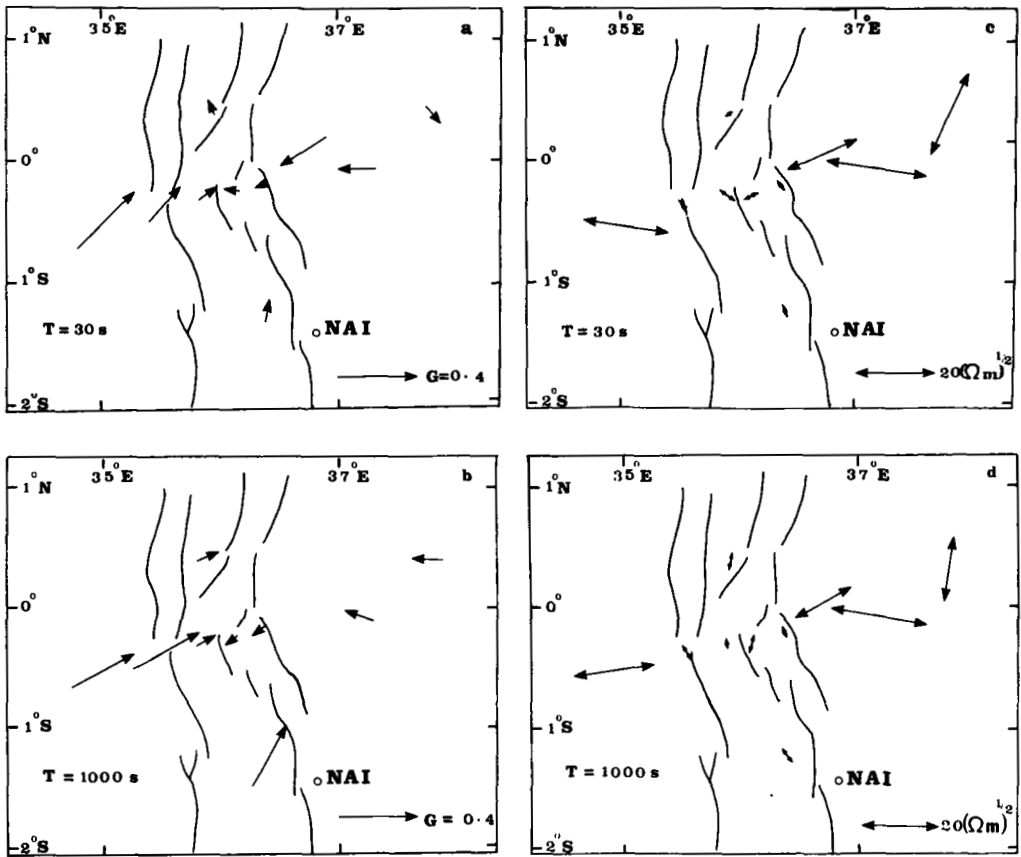 35°E 37°E a
1°N
0°
1°S
T = 30 s NAI
G=0·4
2°S
35°E 37°E c
1°N
0°
1°S
T = 30 s NAI
20(Ωm)1/2
2°S
35°E 37°E b
1°N
0°
1°S
T = 1000 s NAI
G = 0·4
2°S
35°E 37°E d
1°N
0°
1°S
T = 1000 s NAI
20(Ωm)1/2
2°S